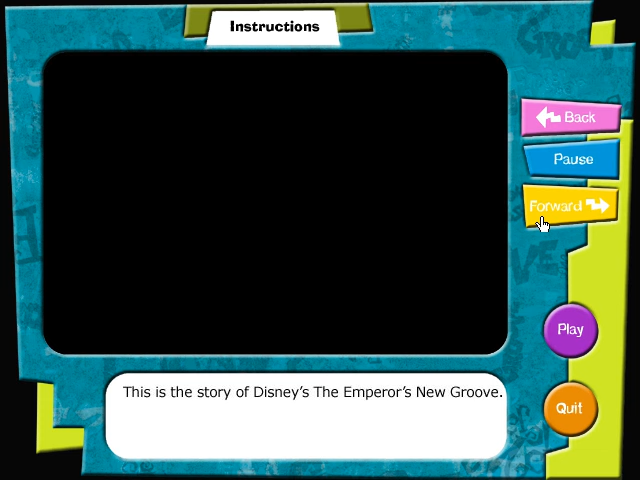 Instructions
Back
Pause
Forward
Play
This is the story of Disney's The Emperor's New Groove.
Quit